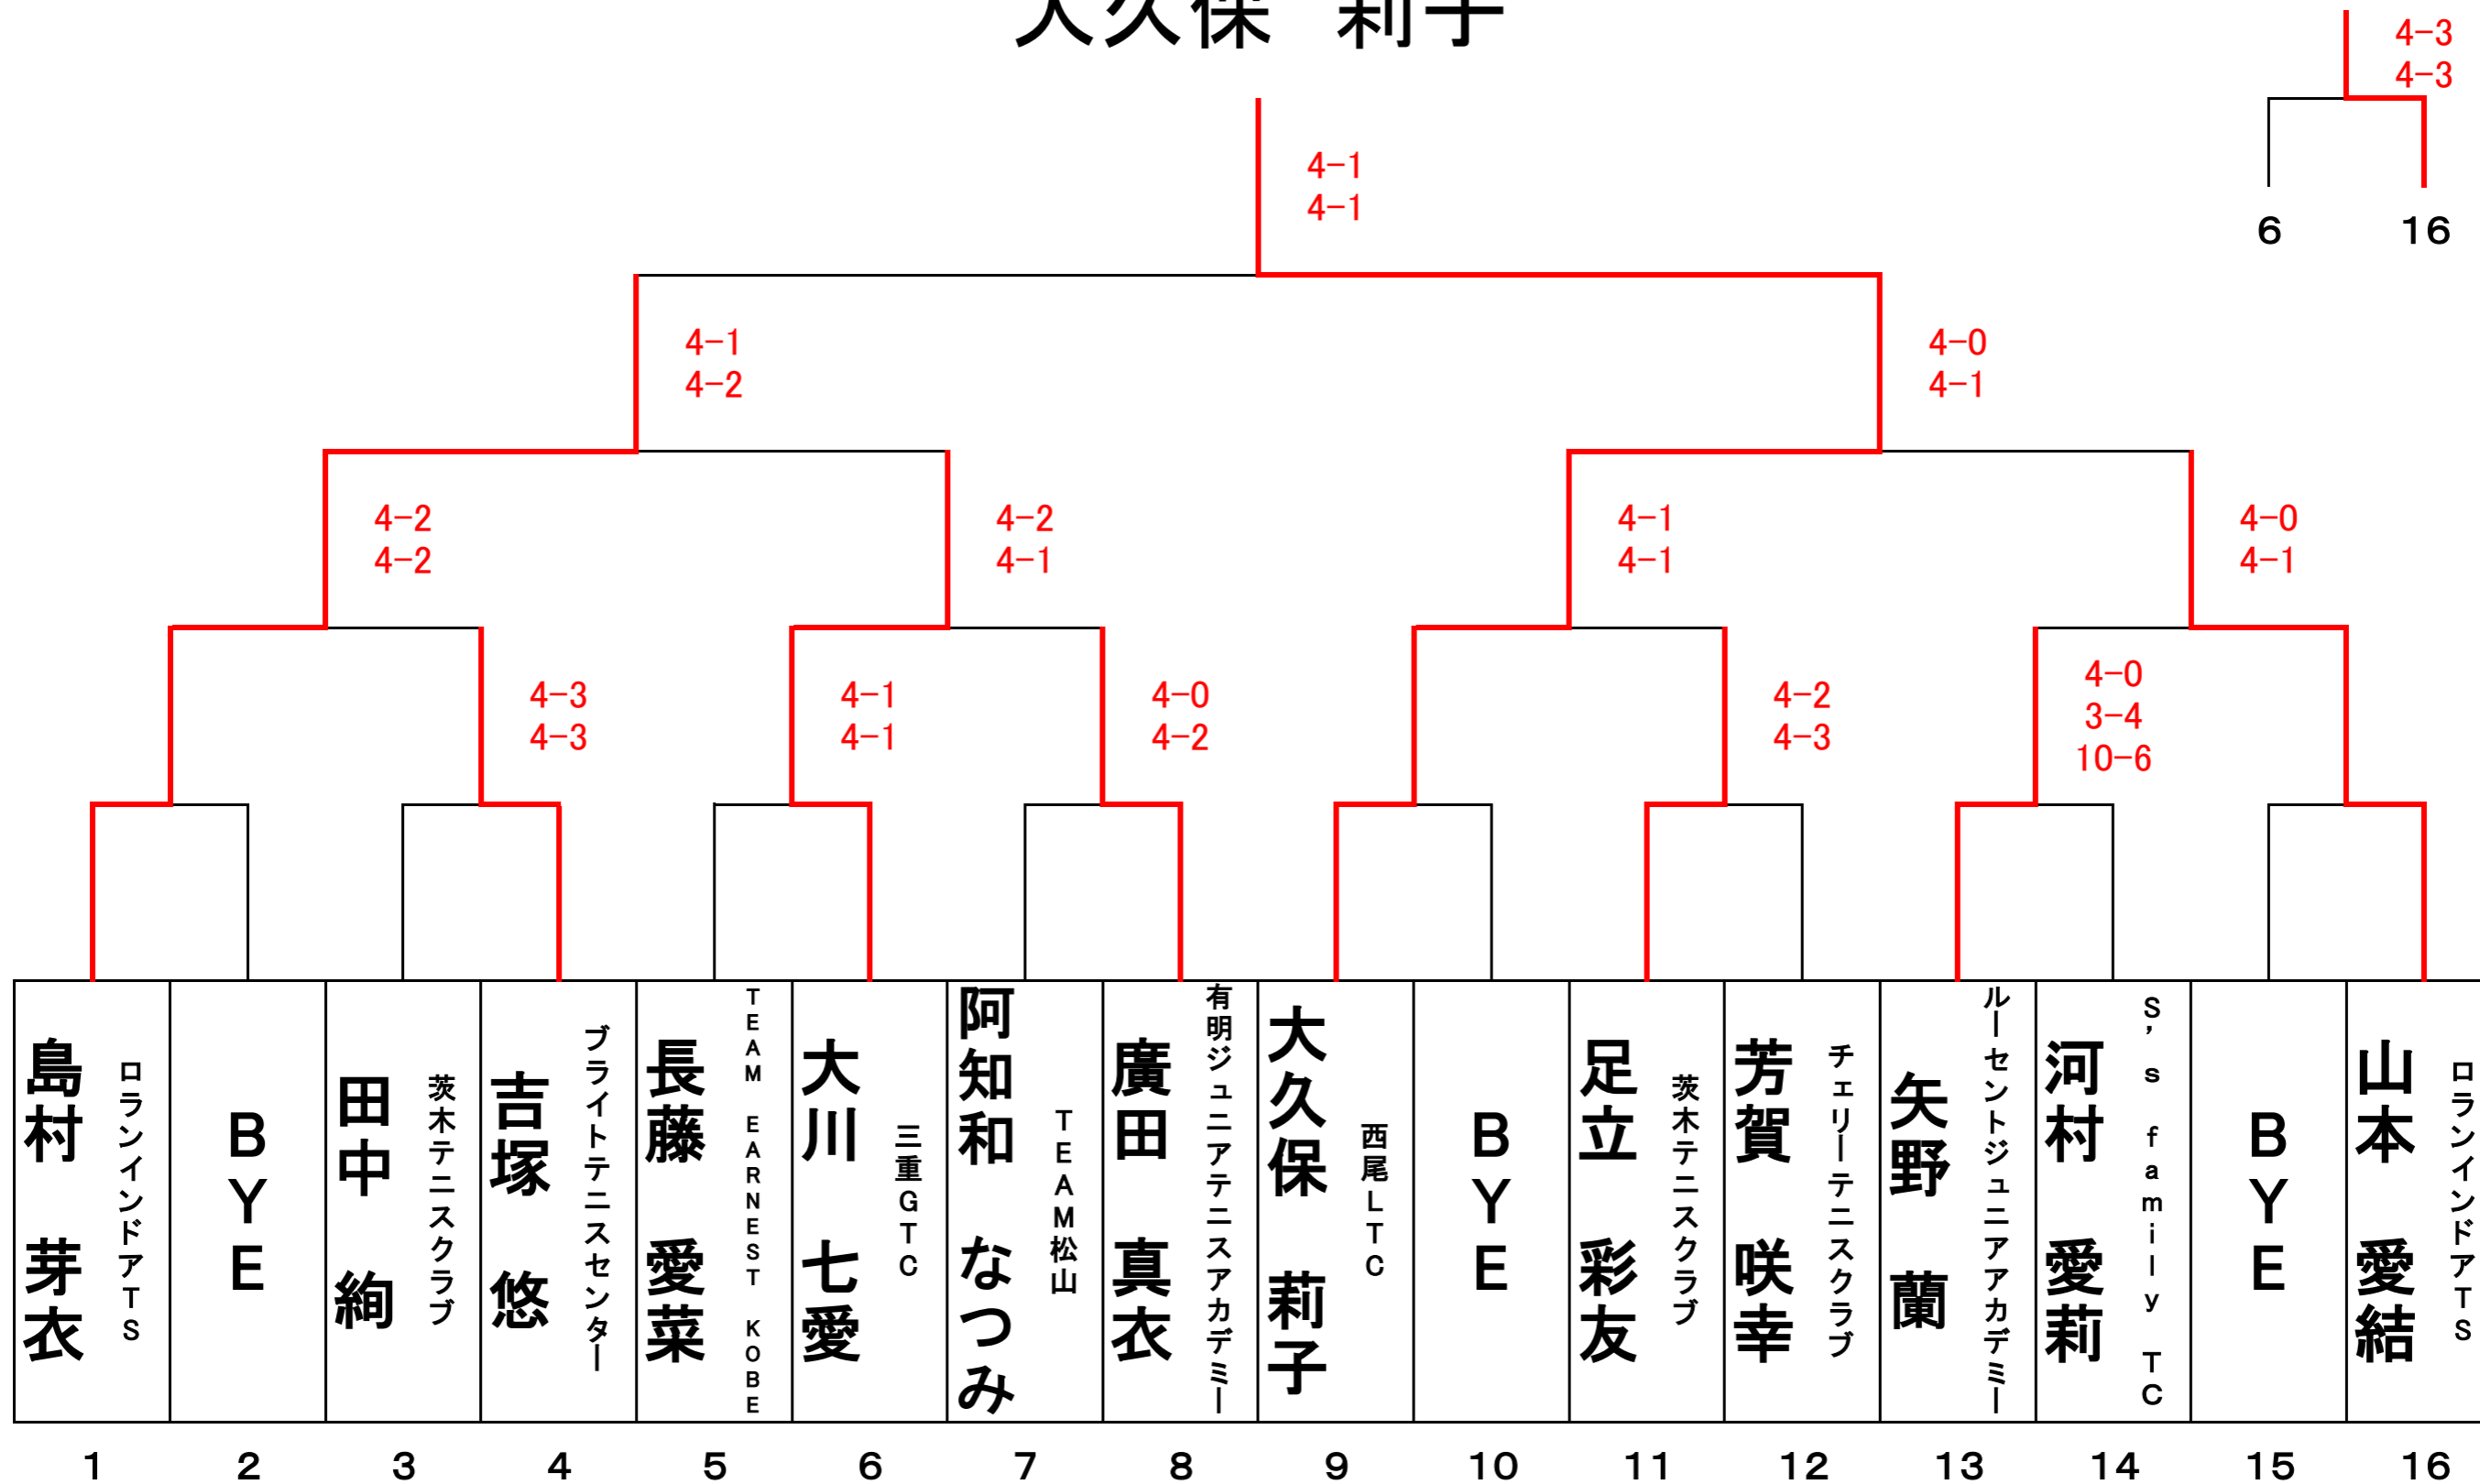 大久保　莉子
4-3
4-3
4-1
4-1
6
16
4-1
4-2
4-0
4-1
4-2
4-2
4-2
4-1
4-1
4-1
4-0
4-1
4-3
4-3
4-1
4-1
4-0
4-2
4-2
4-3
4-0
3-4
10-6
島村　芽衣
ロランインドアTS
BYE
田中　絢
茨木テニスクラブ
吉塚　悠
ブライトテニスセンター
長藤　愛菜
TEAM EARNEST KOBE
大川　七愛
三重GTC
阿知和　なつみ
TEAM松山
廣田　真衣
有明ジュニアテニスアカデミー
大久保　莉子
西尾LTC
BYE
足立　彩友
茨木テニスクラブ
芳賀　咲幸
チェリーテニスクラブ
矢野　蘭
ルーセントジュニアアカデミー
河村　愛莉
S's family TC
BYE
山本　愛結
ロランインドアTS
1
2
3
4
5
6
7
8
9
10
11
12
13
14
15
16